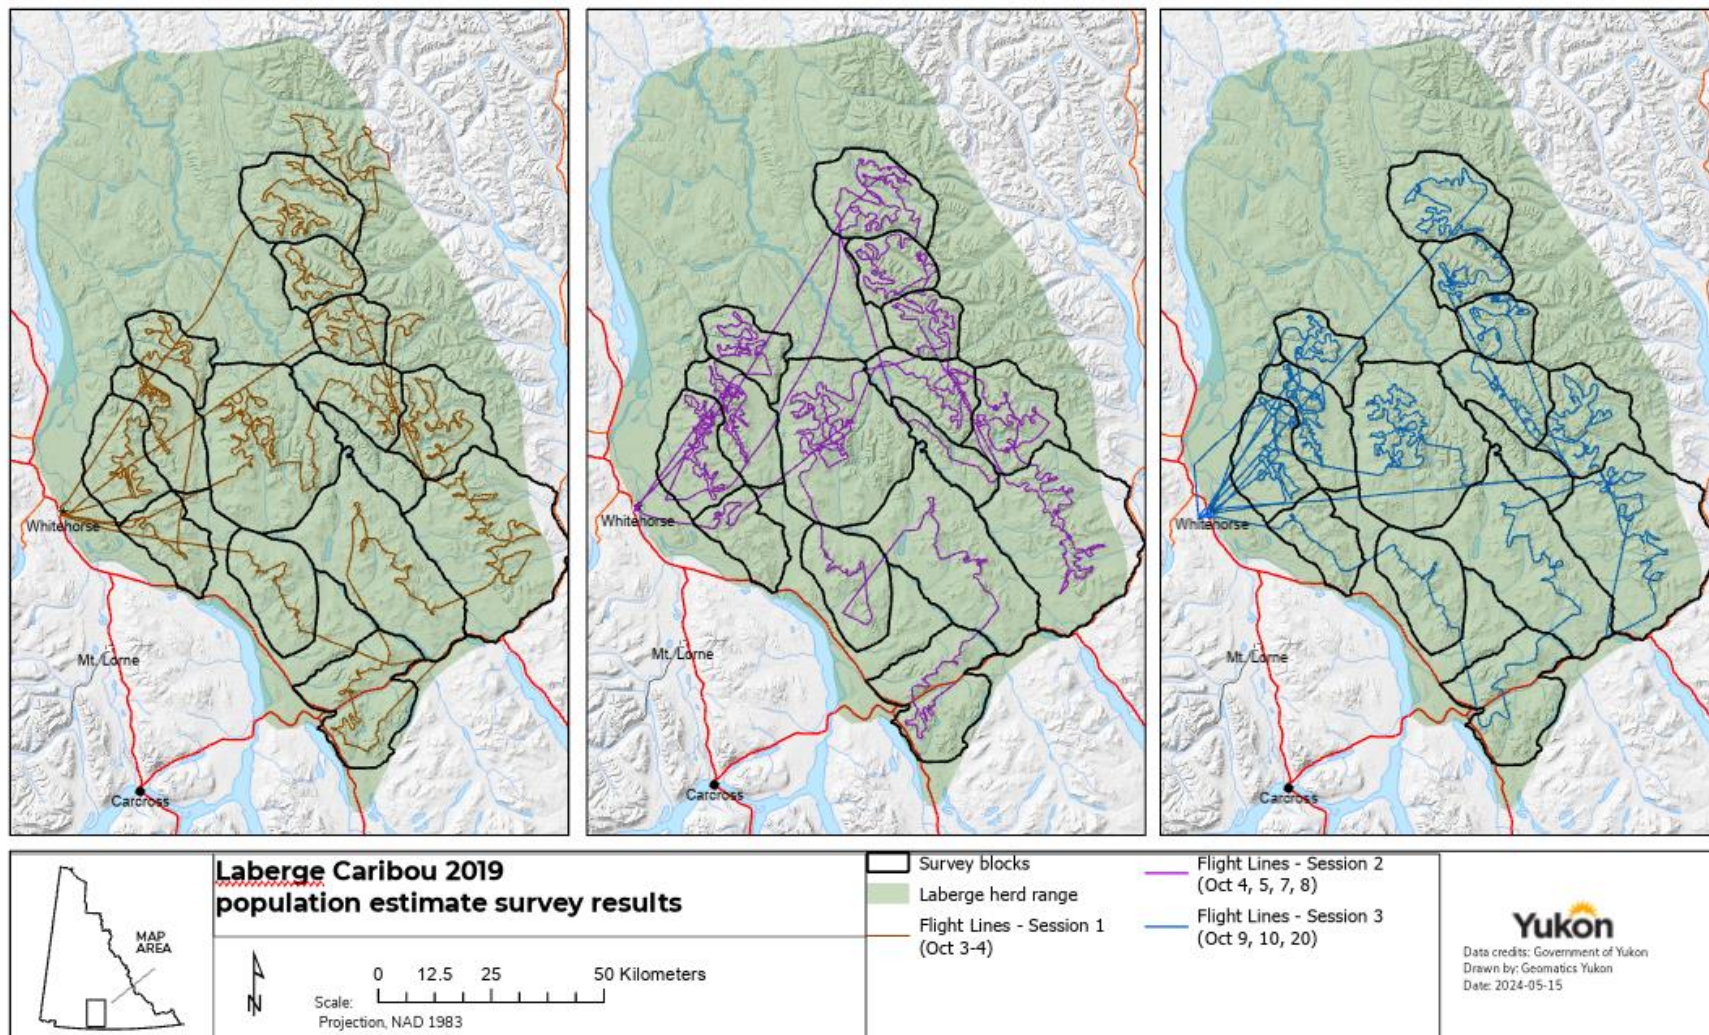 Whitehorse
Mt. Lorne
Carcross
Whitehorse
Mt. Lorne
Carcross
Whitehorse
Mt. Lorne
Carcross
MAP
AREA
Laberge Caribou 2019
population estimate survey results
N
0 12.5 25 50 Kilometers
Scale:
Projection, NAD 1983
Survey blocks
Laberge herd range
Flight Lines - Session 1
(Oct 3-4)
Flight Lines - Session 2
(Oct 4, 5, 7, 8)
Flight Lines - Session 3
(Oct 9, 10, 20)
Yukon
Data credits: Government of Yukon
Drawn by: Geomatics Yukon
Date: 2024-05-15